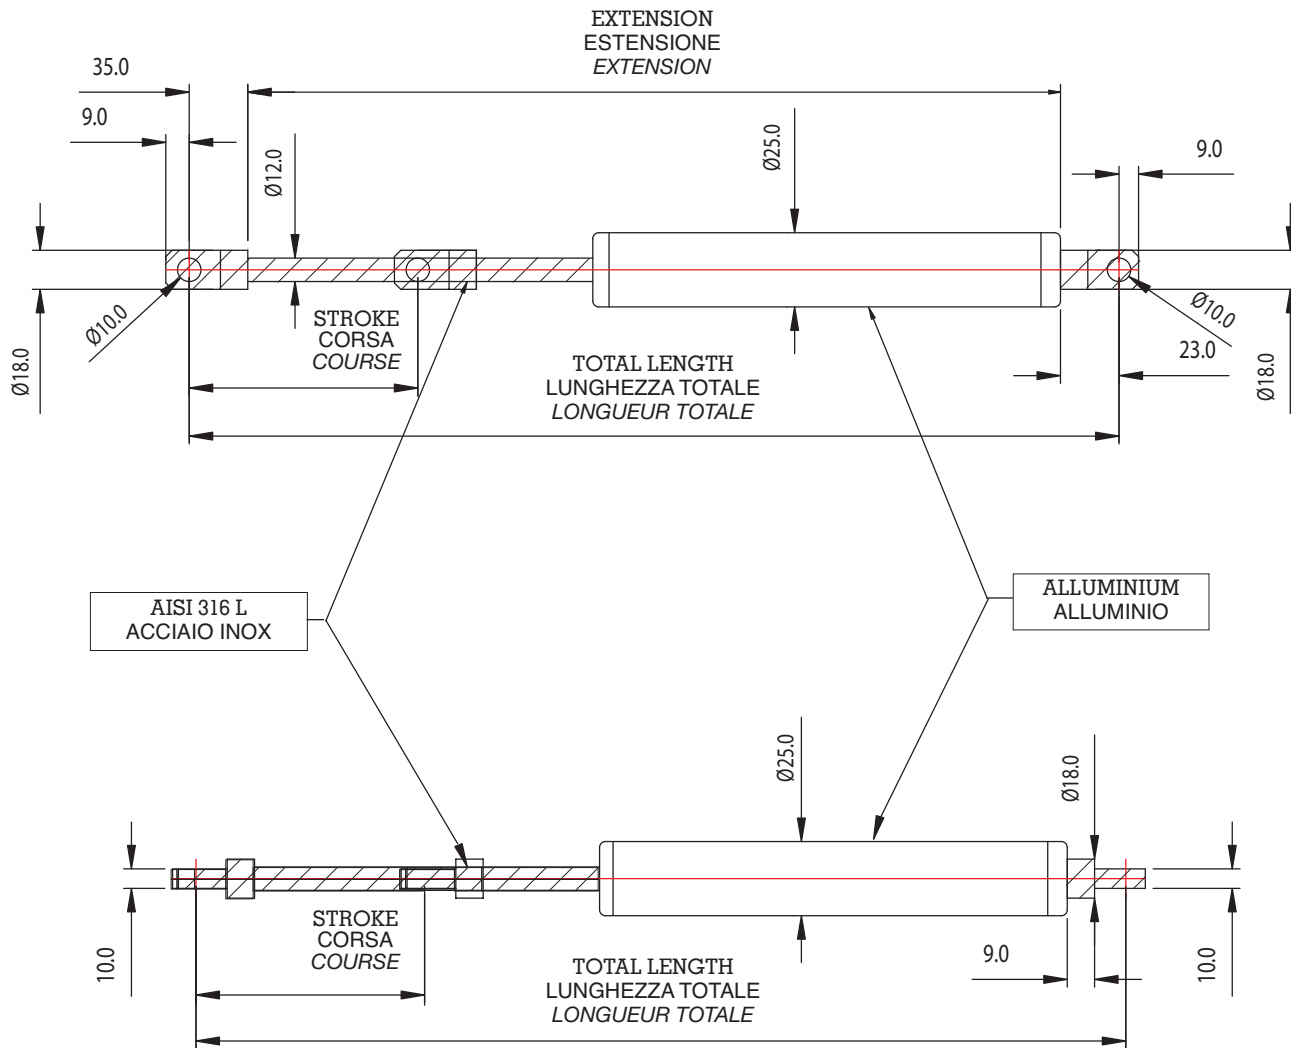 EXTENSION
ESTENSIONE
EXTENSION
35.0
9.0
Ø12.0
Ø25.0
9.0
Ø18.0
Ø10.0
STROKE
CORSA
COURSE
TOTAL LENGTH
LUNGHEZZA TOTALE
LONGUEUR TOTALE
Ø10.0
23.0
Ø18.0
AISI 316 L
ACCIAIO INOX
ALLUMINIUM
ALLUMINIO
Ø25.0
Ø18.0
10.0
STROKE
CORSA
COURSE
TOTAL LENGTH
LUNGHEZZA TOTALE
LONGUEUR TOTALE
9.0
10.0